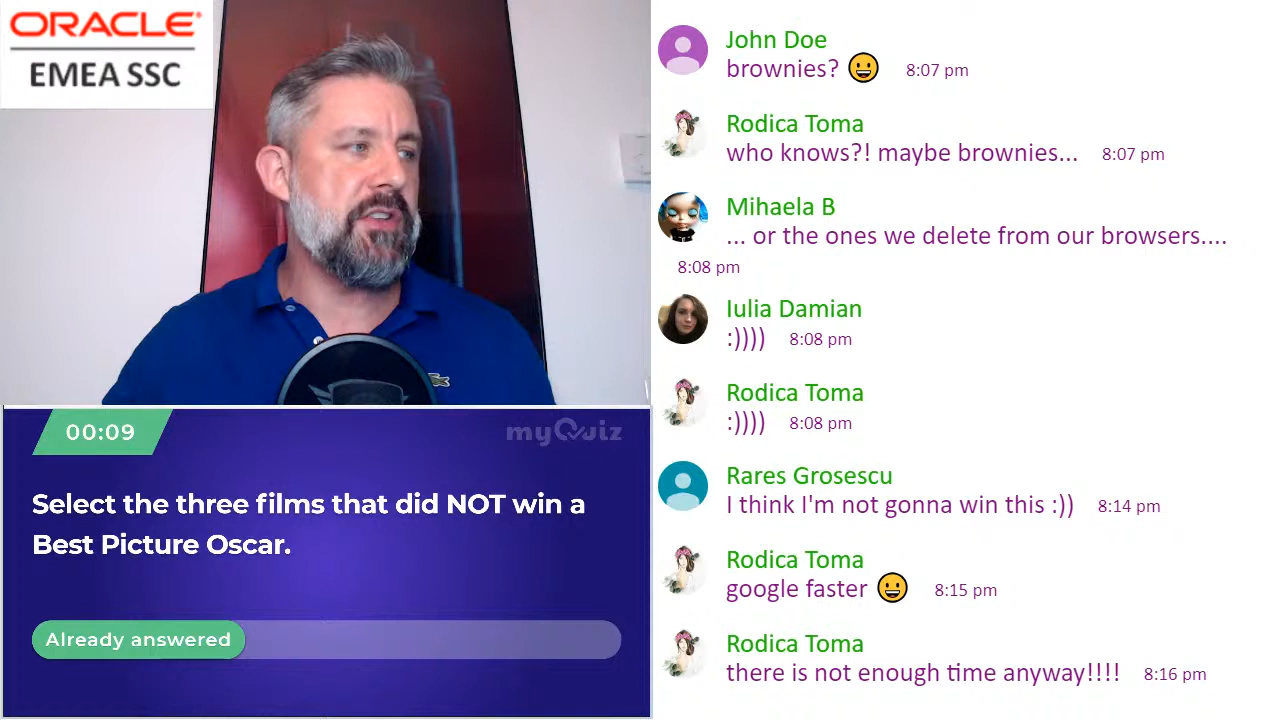 ORACLE
EMEA SSC
00:09
myQuiz
Select the three films that did NOT win a
Best Picture Oscar.
Already answered
John Doe
brownies? 😀 8:07 pm
Rodica Toma
who knows?! maybe brownies... 8:07 pm
Mihaela B
... or the ones we delete from our browsers....
8:08 pm
Iulia Damian
:)))) 8:08 pm
Rodica Toma
:)))) 8:08 pm
Rares Grosescu
I think I'm not gonna win this :)) 8:14 pm
Rodica Toma
google faster 😀 8:15 pm
Rodica Toma
there is not enough time anyway!!!! 8:16 pm